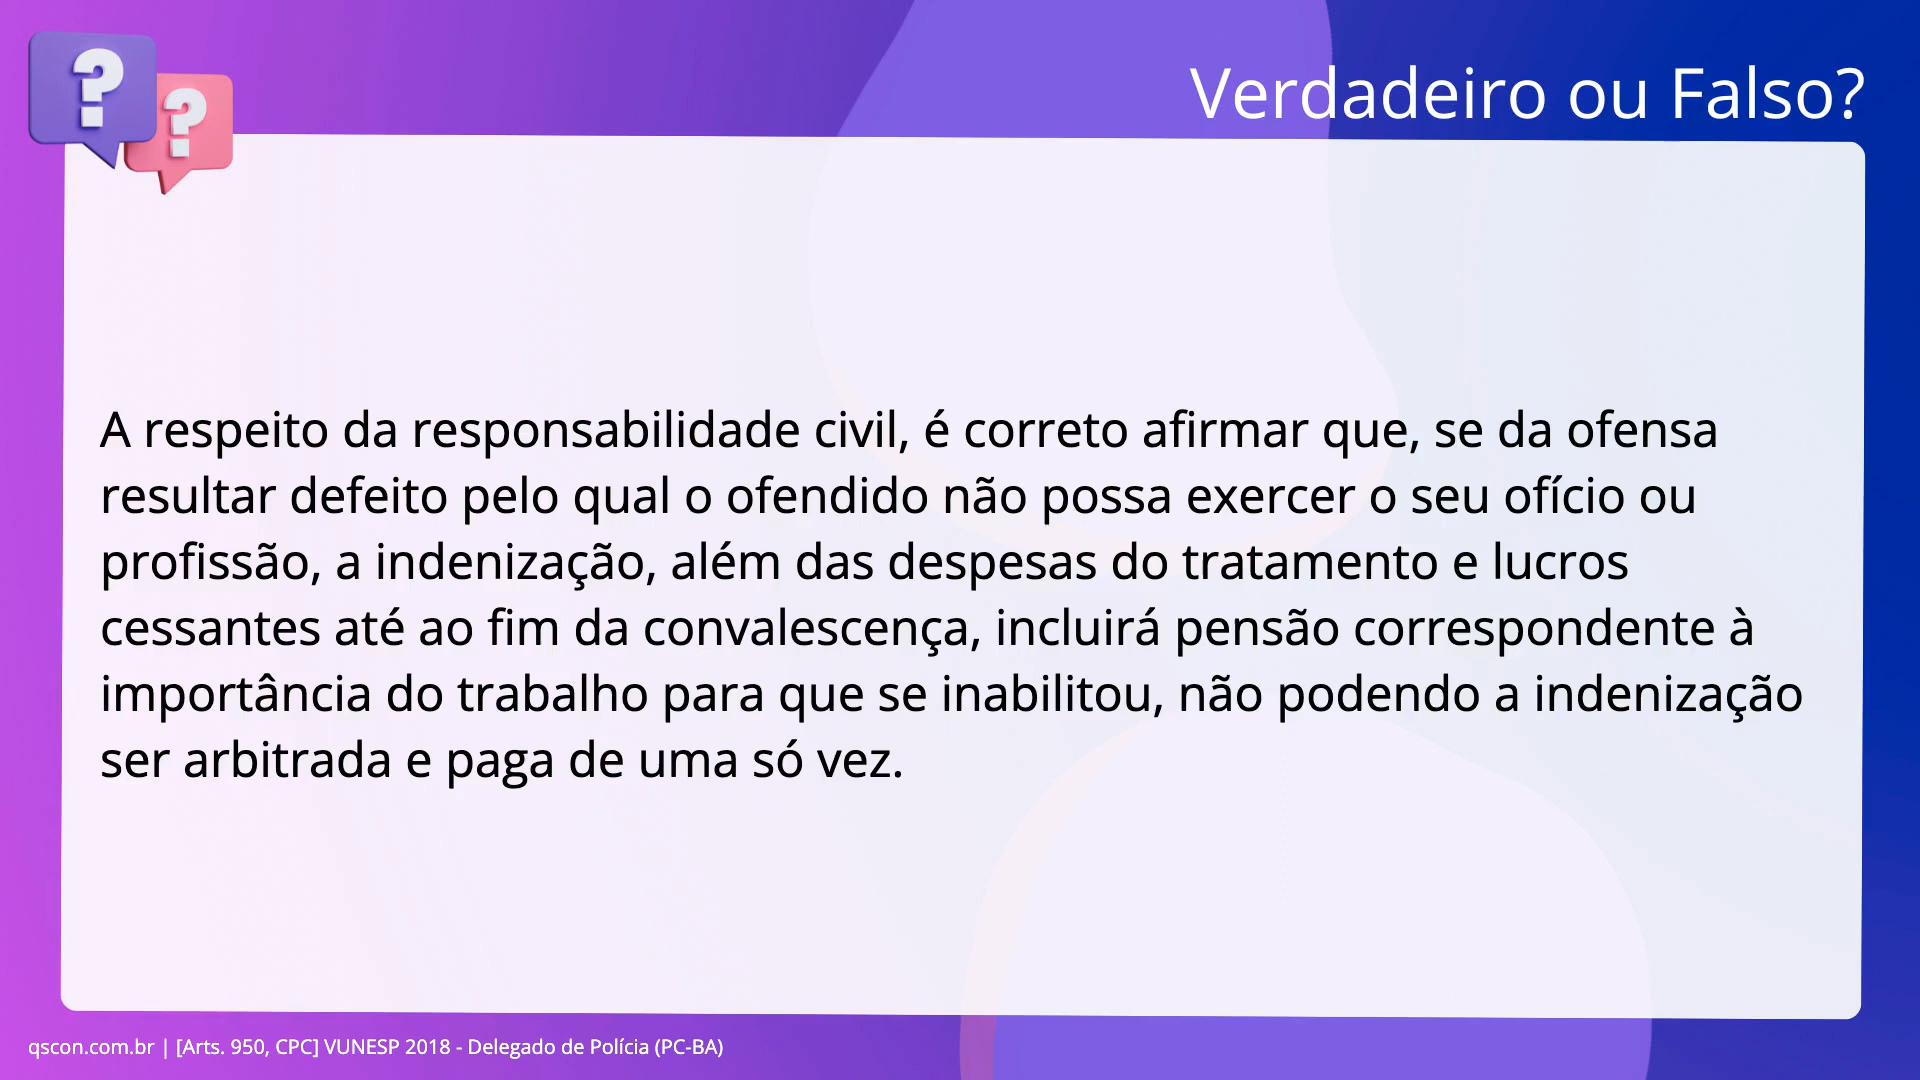 Verdadeiro ou Falso?
A respeito da responsabilidade civil, é correto afirmar que, se da ofensa
resultar defeito pelo qual o ofendido não possa exercer o seu ofício ou
profissão, a indenização, além das despesas do tratamento e lucros
cessantes até ao fim da convalescença, incluirá pensão correspondente à
importância do trabalho para que se inabilitou, não podendo a indenização
ser arbitrada e paga de uma só vez.
qscon.com.br | [Arts. 950, CPC] VUNESP 2018 - Delegado de Polícia (PC-BA)